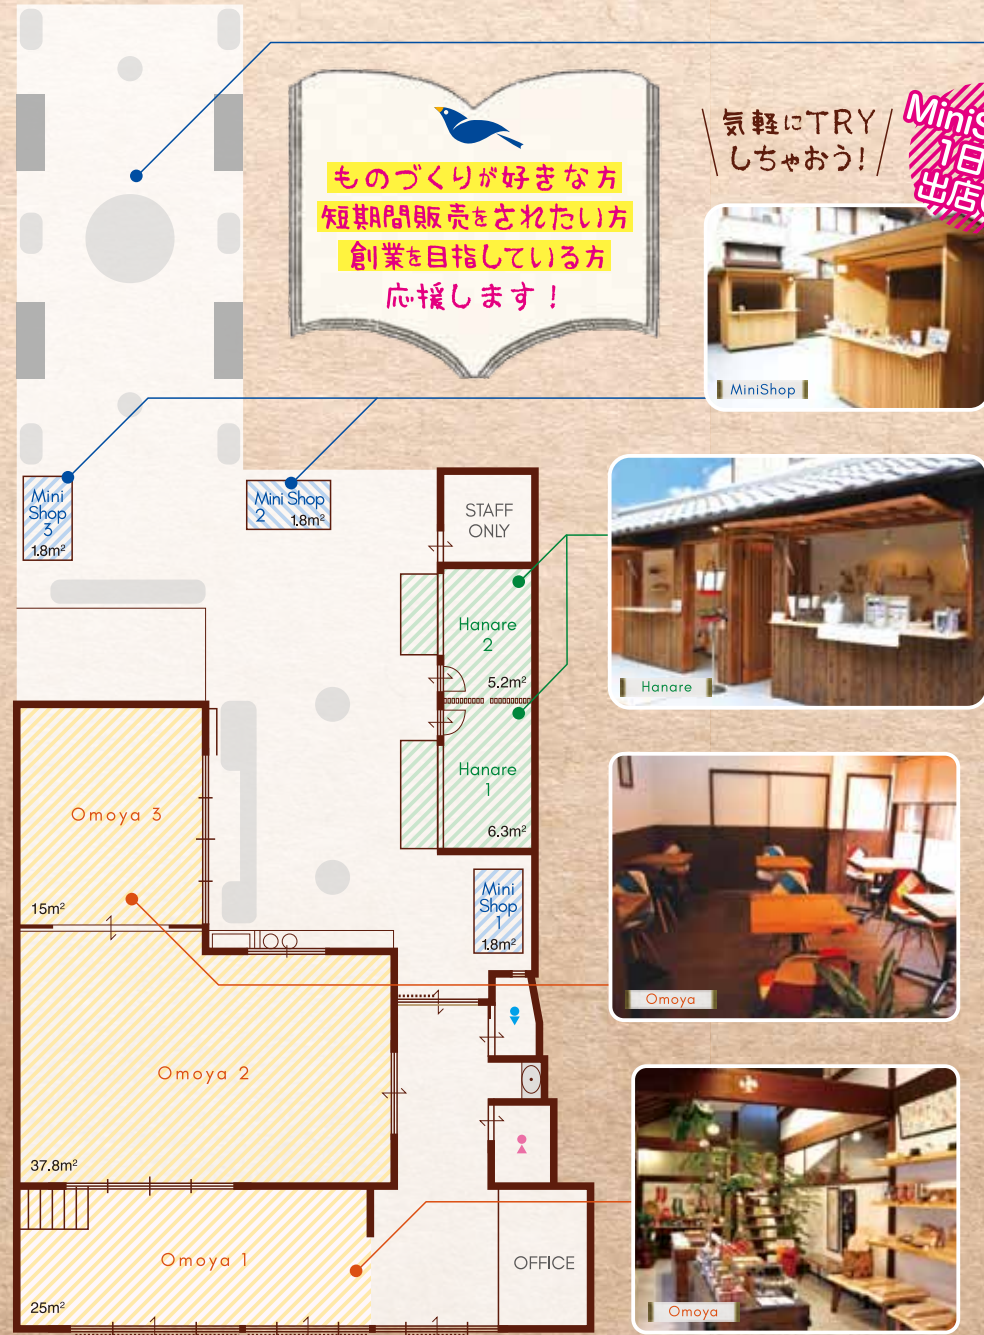 ものづくりが好きな方
短期間販売をされたい方
創業を目指している方
応援します！
気軽にTRY
しちゃおう！
1日
出店
MiniShop
Mini
Shop
3
1.8m²
Mini Shop
2
1.8m²
STAFF
ONLY
Hanare
2
5.2m²
Hanare
1
6.3m²
Hanare
Omoya 3
15m²
Mini
Shop
1
1.8m²
Omoya
Omoya 2
37.8m²
Omoya 1
25m²
OFFICE
Omoya